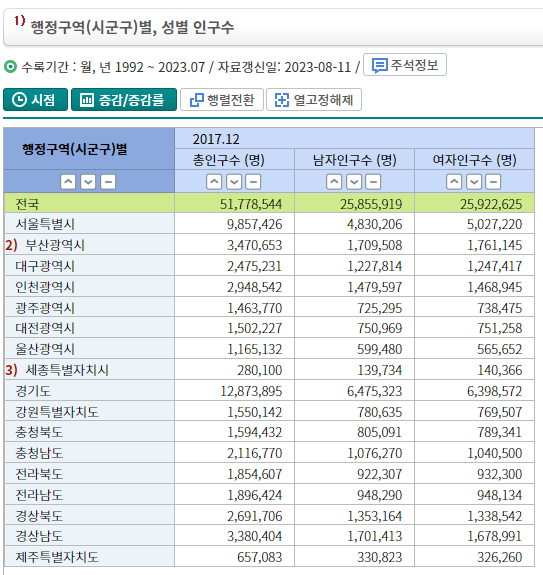 1) 행정구역(시군구)별, 성별 인구수
수록기간 : 월, 년 1992 ~ 2023.07 / 자료갱신일: 2023-08-11 / 주석정보
시점 증감/증감률 행렬전환 열고정해제
행정구역(시군구)별 2017.12
총인구수 (명) 남자인구수 (명) 여자인구수 (명)
전국 51,778,544 25,855,919 25,922,625
서울특별시 9,857,426 4,830,206 5,027,220
2) 부산광역시 3,470,653 1,709,508 1,761,145
대구광역시 2,475,231 1,227,814 1,247,417
인천광역시 2,948,542 1,479,597 1,468,945
광주광역시 1,463,770 725,295 738,475
대전광역시 1,502,227 750,969 751,258
울산광역시 1,165,132 599,480 565,652
3) 세종특별자치시 280,100 139,734 140,366
경기도 12,873,895 6,475,323 6,398,572
강원특별자치도 1,550,142 780,635 769,507
충청북도 1,594,432 805,091 789,341
충청남도 2,116,770 1,076,270 1,040,500
전라북도 1,854,607 922,307 932,300
전라남도 1,896,424 948,290 948,134
경상북도 2,691,706 1,353,164 1,338,542
경상남도 3,380,404 1,701,413 1,678,991
제주특별자치도 657,083 330,823 326,260